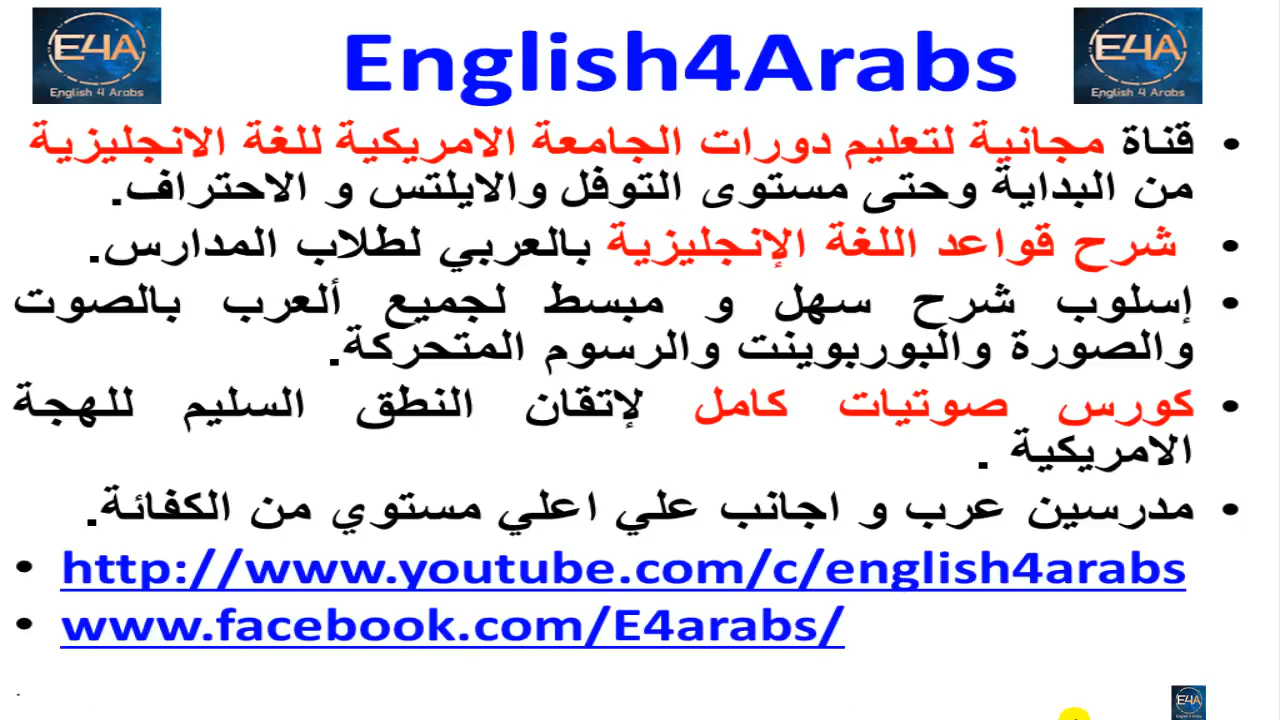 E4A
English 4 Arabs
English4Arabs
E4A
English 4 Arabs
• قناة مجانية لتعليم دورات الجامعة الامريكية للغة الانجليزية
من البداية وحتى مستوى التوفل والايلتس و الاحتراف.
• شرح قواعد اللغة الإنجليزية بالعربي لطلاب المدارس.
• إسلوب شرح سهل و مبسط لجميع ألعرب بالصوت
والصورة والبوربوينت والرسوم المتحركة.
• كورس صوتيات كامل لإتقان النطق السليم للهجة
الامريكية .
• مدرسين عرب و اجانب علي اعلي مستوي من الكفائة.
• http://www.youtube.com/c/english4arabs
• www.facebook.com/E4arabs/
.
E4A
English 4 Arabs